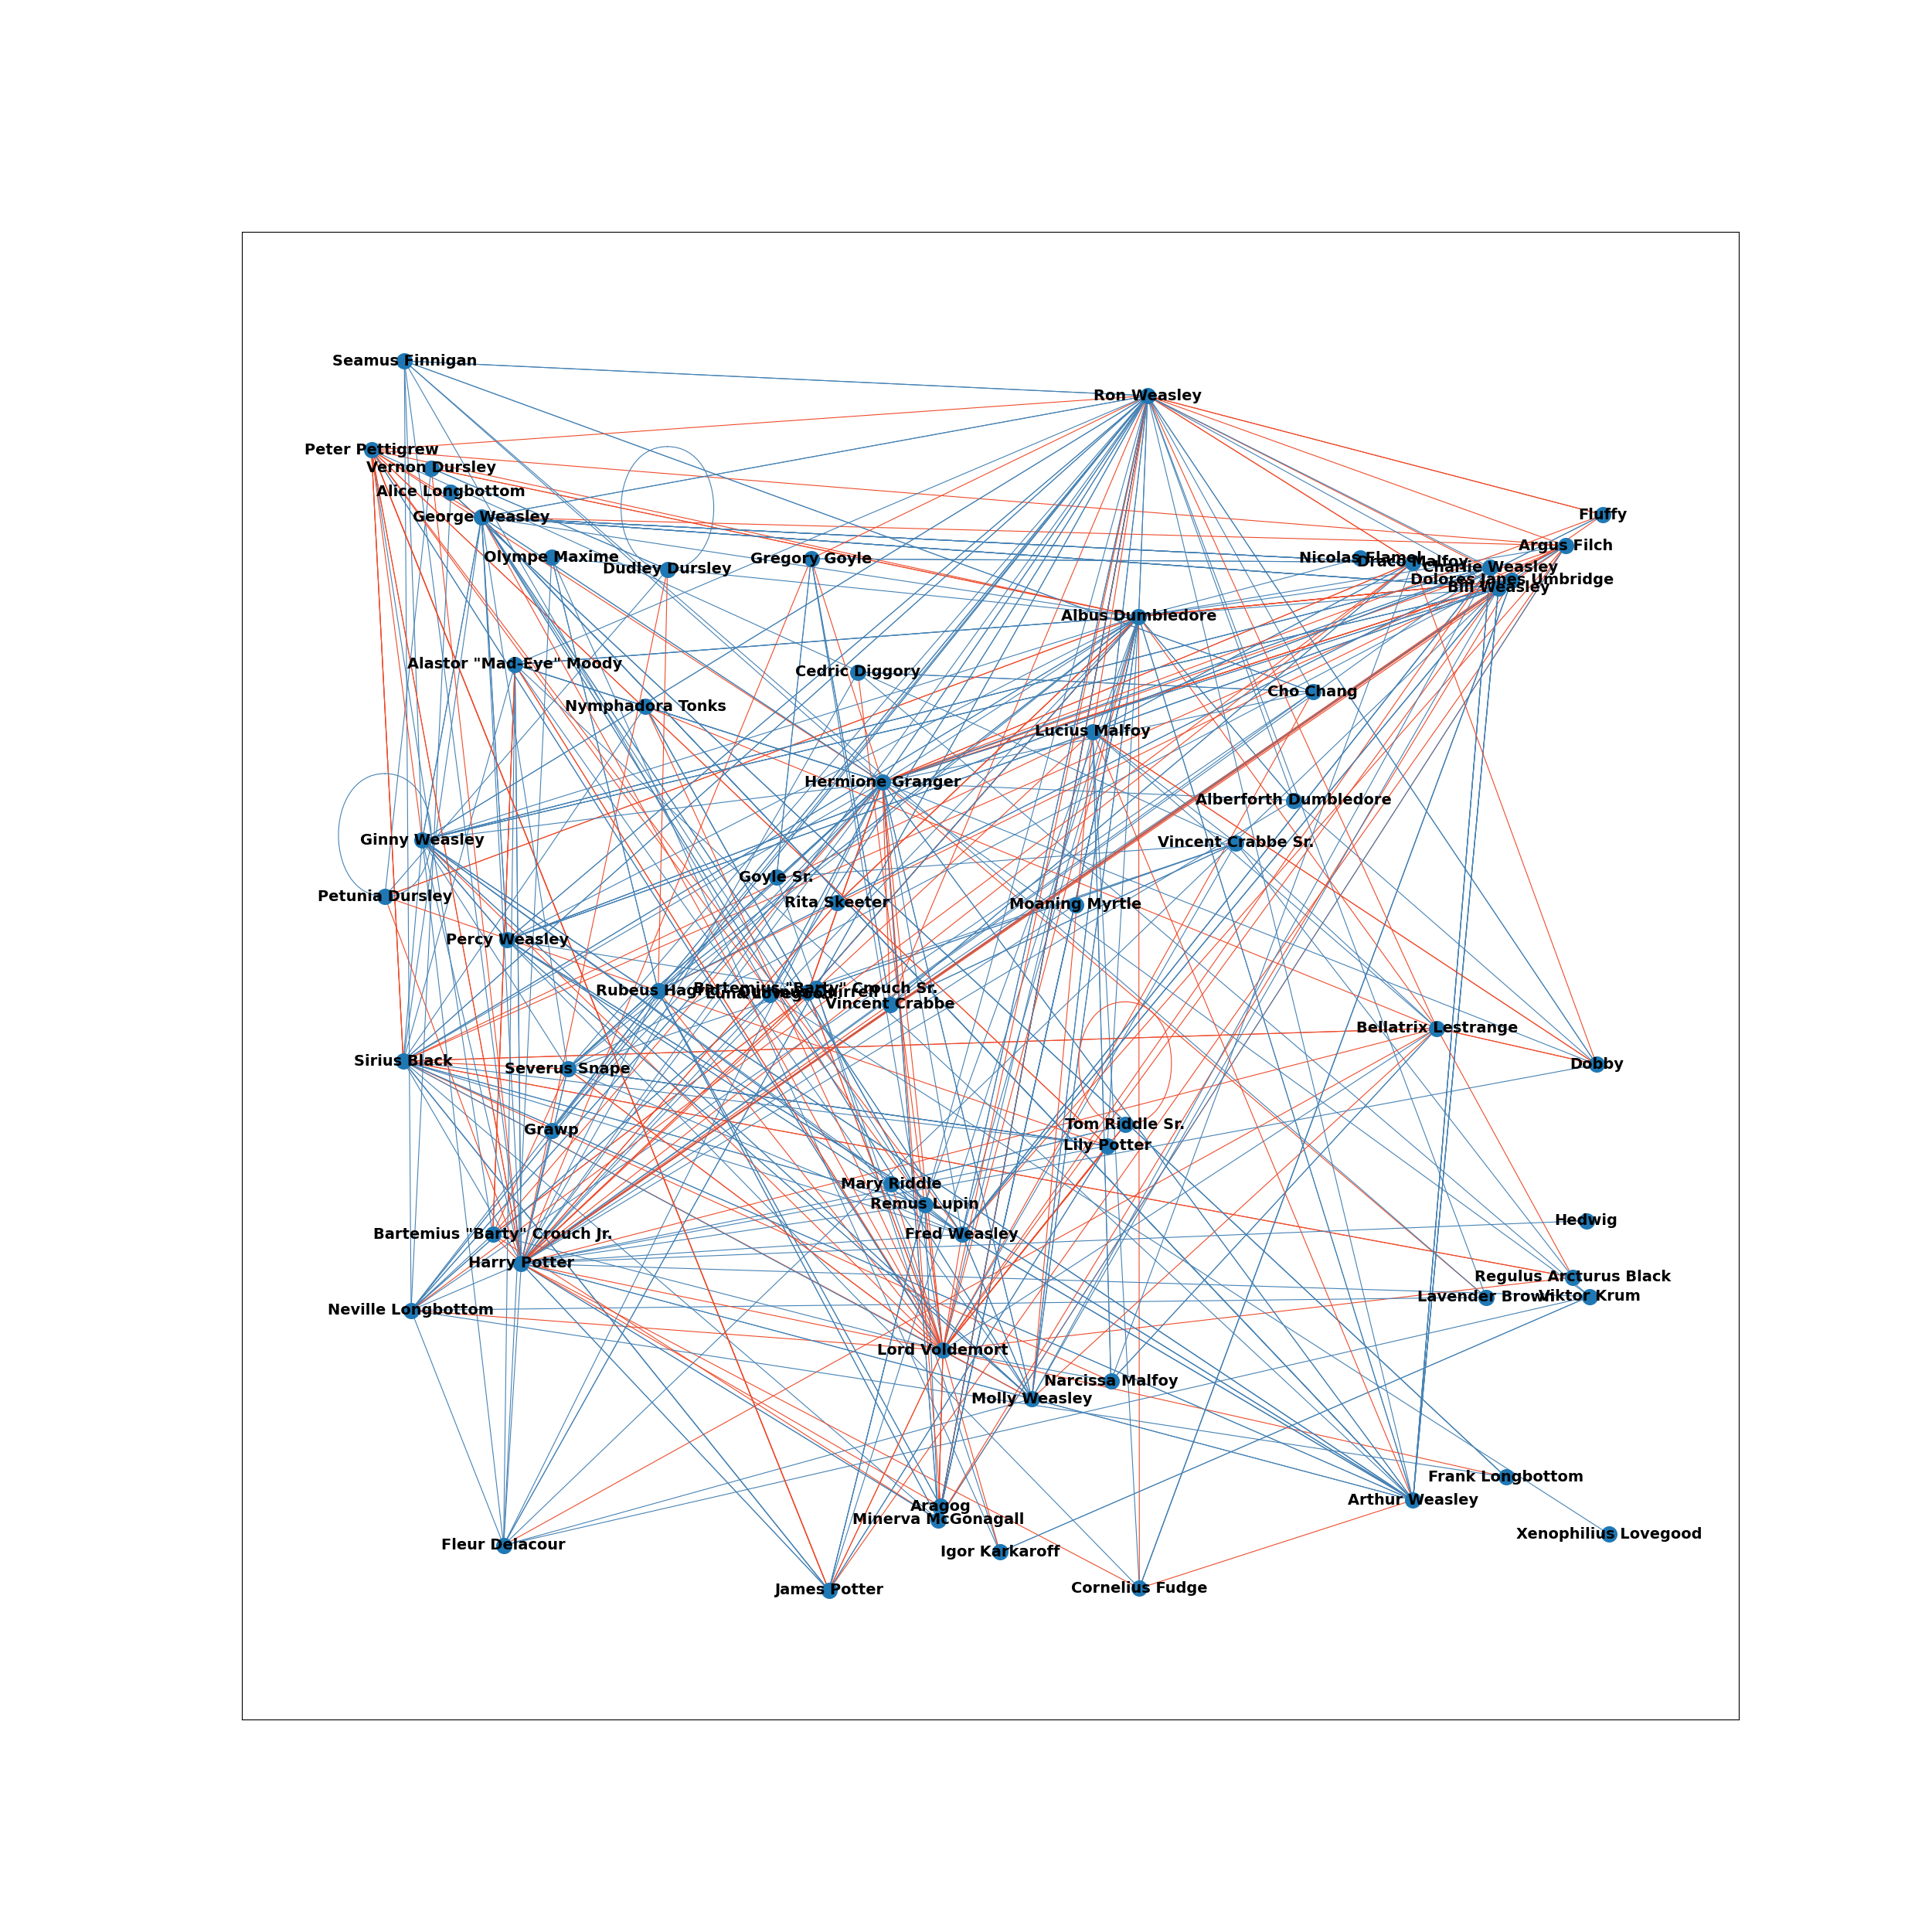 Seamus Finnigan
Ron Weasley
Peter Pettigrew
Vernon Dursley
Alice Longbottom
George Weasley
Fluffy
Argus Filch
Olympe Maxime
Gregory Goyle
Nicolas Flamel
Draco Malfoy
Dudley Dursley
Charlie Weasley
Dolores Janes Umbridge
Bill Weasley
Albus Dumbledore
Alastor "Mad-Eye" Moody
Cedric Diggory
Cho Chang
Nymphadora Tonks
Lucius Malfoy
Hermione Granger
Alberforth Dumbledore
Ginny Weasley
Vincent Crabbe Sr.
Goyle Sr.
Petunia Dursley
Rita Skeeter
Moaning Myrtle
Percy Weasley
Bartemius "Barty" Crouch Sr.
Rubeus Hagrid
Luna Lovegood
Vincent Crabbe
Bellatrix Lestrange
Sirius Black
Severus Snape
Dobby
Tom Riddle Sr.
Grawp
Lily Potter
Mary Riddle
Remus Lupin
Hedwig
Bartemius "Barty" Crouch Jr.
Fred Weasley
Harry Potter
Regulus Arcturus Black
Lavender Brown
Viktor Krum
Neville Longbottom
Lord Voldemort
Narcissa Malfoy
Molly Weasley
Frank Longbottom
Arthur Weasley
Aragog
Minerva McGonagall
Xenophilius Lovegood
Fleur Delacour
Igor Karkaroff
James Potter
Cornelius Fudge